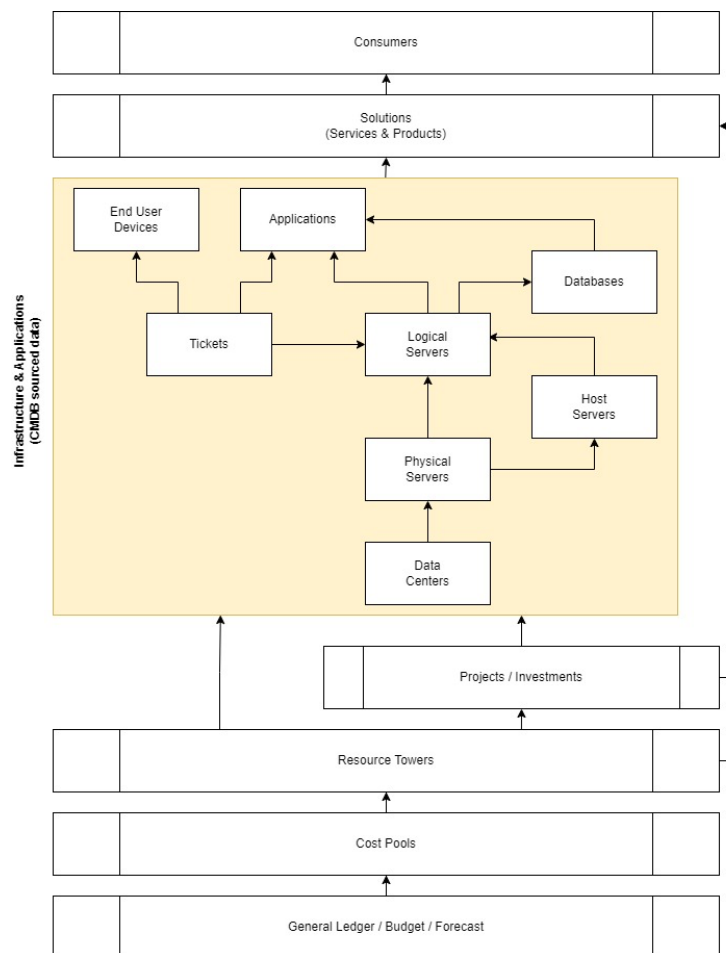 Consumers
Solutions
(Services & Products)
End User
Devices
Applications
Databases
Tickets
Logical
Servers
Host
Servers
Physical
Servers
Data
Centers
Infrastructure & Applications
(CMDB sourced data)
Projects / Investments
Resource Towers
Cost Pools
General Ledger / Budget / Forecast